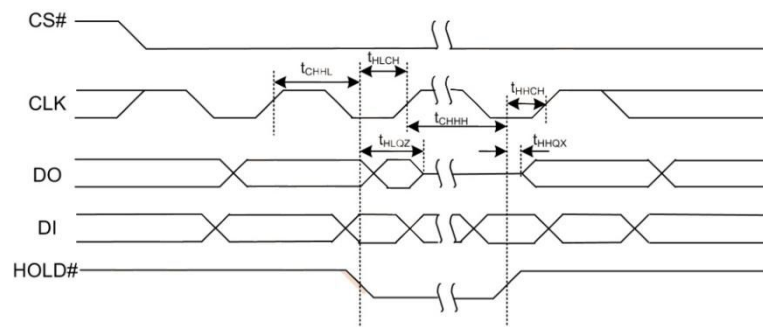 CS#
tCHHL
tHLCH
tHHCH
CLK
tCHHH
tHLQZ
tHHQX
DO
DI
HOLD#